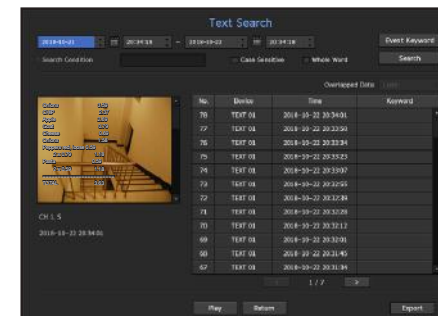 Text Search
2018-10-21 20:34:18 ~ 2018-10-22 20:34:18 Event Keyword
Search Condition Case Sensitive Whole Word Search
Overlapped Data
No. Device Time Keyword
78 TEXT 01 2018-10-22 20:34:01
77 TEXT 01 2018-10-22 20:33:50
76 TEXT 01 2018-10-22 20:33:34
75 TEXT 01 2018-10-22 20:33:23
74 TEXT 01 2018-10-22 20:33:07
73 TEXT 01 2018-10-22 20:32:55
72 TEXT 01 2018-10-22 20:32:39
71 TEXT 01 2018-10-22 20:32:28
70 TEXT 01 2018-10-22 20:32:12
69 TEXT 01 2018-10-22 20:32:01
68 TEXT 01 2018-10-22 20:31:45
67 TEXT 01 2018-10-22 20:31:34
CH 1, 5
2018-10-22 20:34:01
< 1 / 7 >
Play Return Export